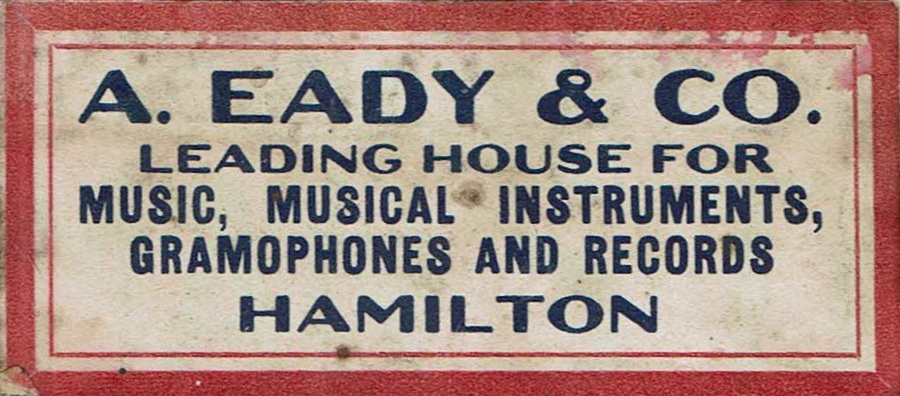 A. EADY & CO.
LEADING HOUSE FOR
MUSIC, MUSICAL INSTRUMENTS,
GRAMOPHONES AND RECORDS
HAMILTON